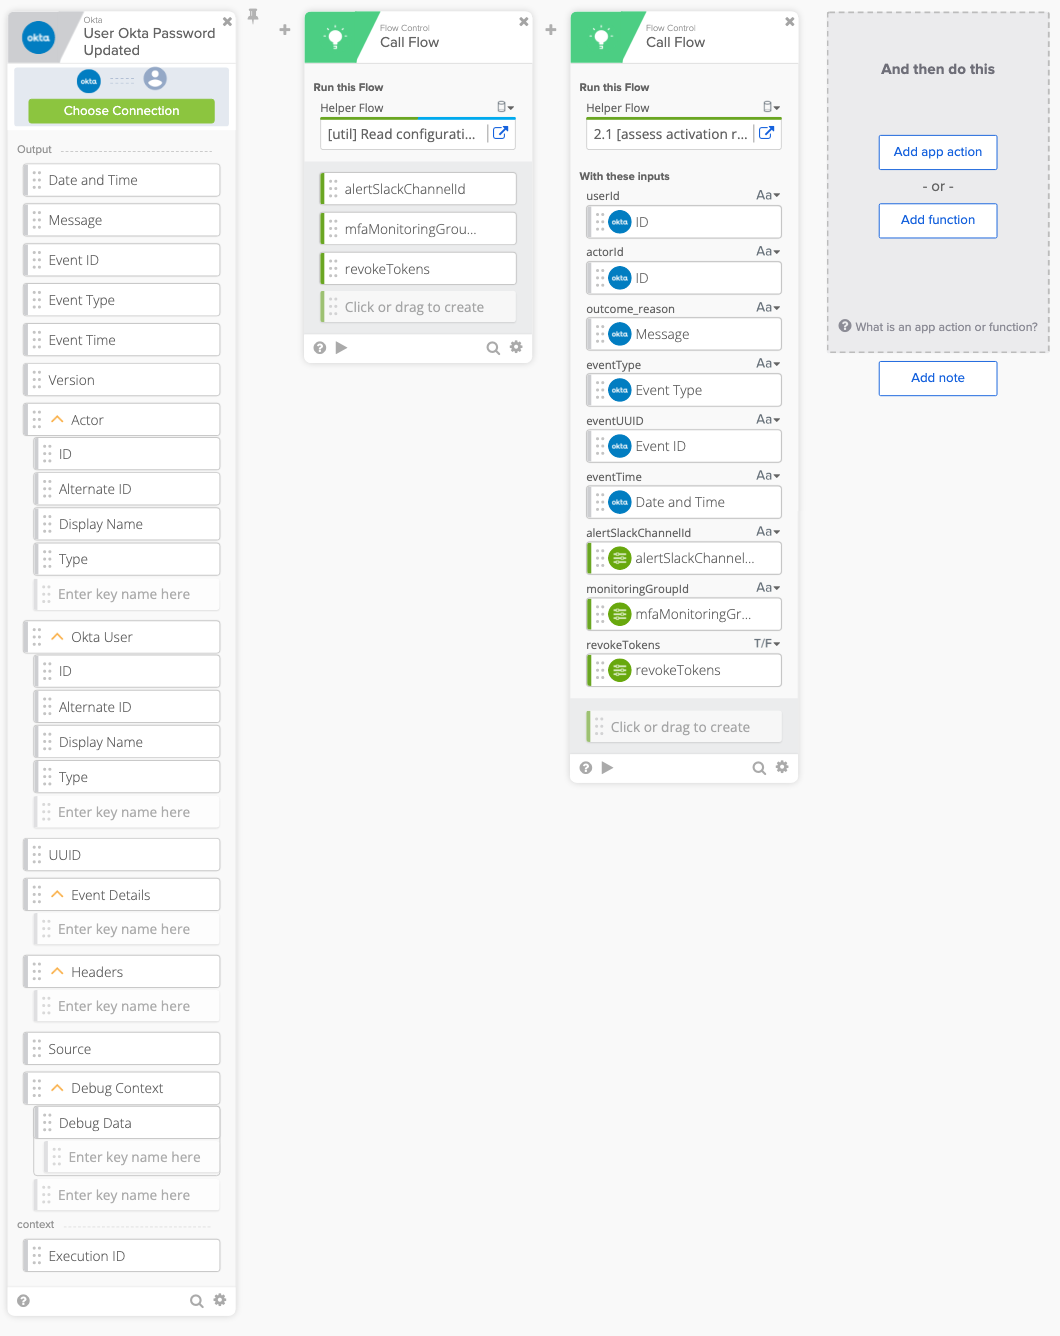 okta
Okta
User Okta Password
Updated
okta
Choose Connection
Output
Date and Time
Message
Event ID
Event Type
Event Time
Version
Actor
ID
Alternate ID
Display Name
Type
Enter key name here
Okta User
ID
Alternate ID
Display Name
Type
Enter key name here
UUID
Event Details
Enter key name here
Headers
Enter key name here
Source
Debug Context
Debug Data
Enter key name here
Enter key name here
context
Execution ID
Flow Control
Call Flow
Run this Flow
Helper Flow
[util] Read configurati...
alertSlackChannelId
mfaMonitoringGrou...
revokeTokens
Click or drag to create
Flow Control
Call Flow
Run this Flow
Helper Flow
2.1 [assess activation r...
With these inputs
userId Aa
okta ID
actorId Aa
okta ID
outcome_reason Aa
okta Message
eventType Aa
okta Event Type
eventUUID Aa
okta Event ID
eventTime Aa
okta Date and Time
alertSlackChannelId Aa
alertSlackChannel...
monitoringGroupId Aa
mfaMonitoringGr...
revokeTokens T/F
revokeTokens
Click or drag to create
And then do this
Add app action
- or -
Add function
What is an app action or function?
Add note